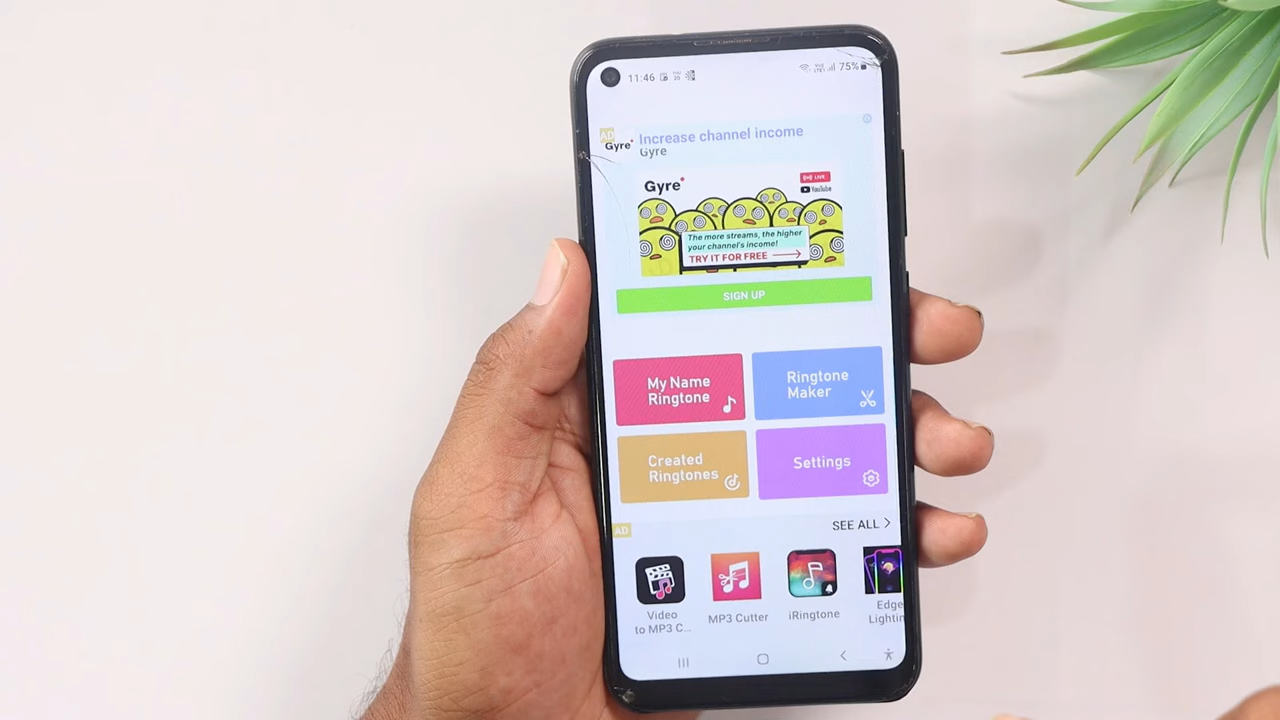 11:46
THU
20
75%
AD
Gyre
Increase channel income
Gyre
Gyre
LIVE
YouTube
The more streams, the higher
your channel's income!
TRY IT FOR FREE
SIGN UP
My Name
Ringtone
Ringtone
Maker
Created
Ringtones
Settings
AD
SEE ALL >
Video
to MP3 C...
MP3 Cutter
iRingtone
Edge
Lightin